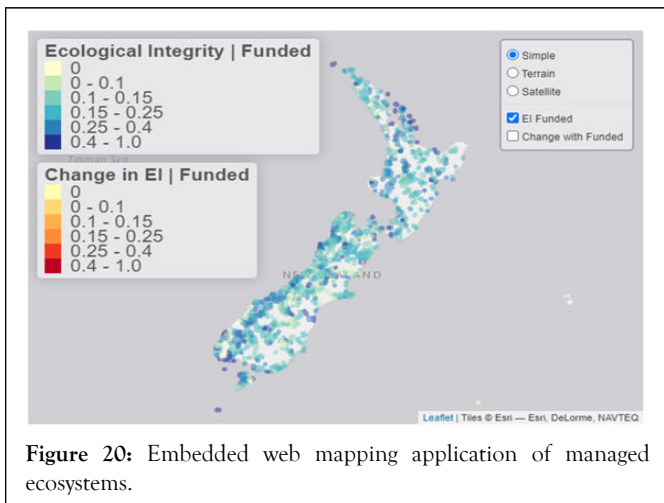 Ecological Integrity | Funded
0
0 - 0.1
0.1 - 0.15
0.15 - 0.25
0.25 - 0.4
0.4 - 1.0
Tasman Sea
Change in EI | Funded
0
0 - 0.1
0.1 - 0.15
0.15 - 0.25
0.25 - 0.4
0.4 - 1.0
Simple
Terrain
Satellite
EI Funded
Change with Funded
NEW ZEALAND
Leaflet | Tiles © Esri — Esri, DeLorme, NAVTEQ
Figure 20: Embedded web mapping application of managed
ecosystems.